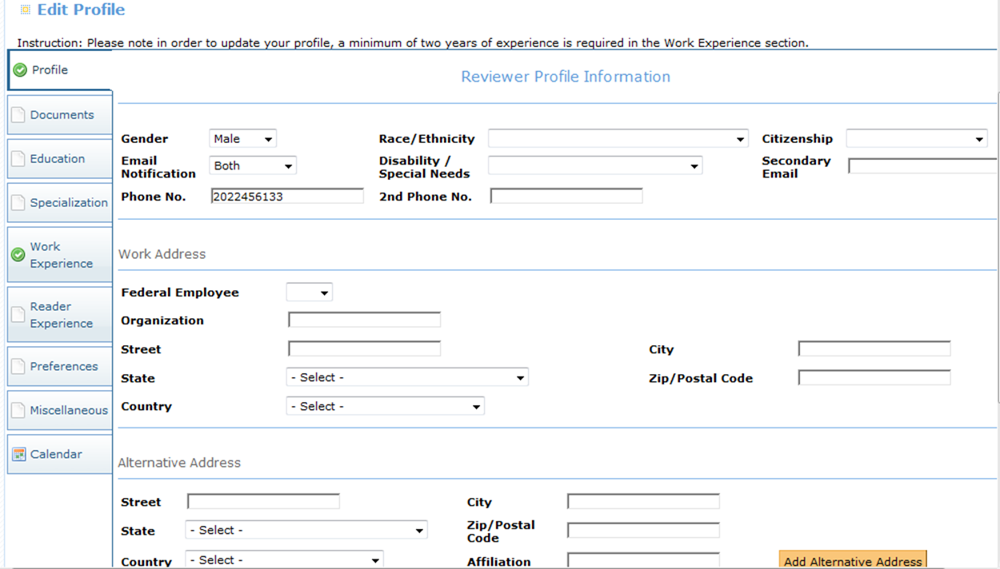 Edit Profile
Instruction: Please note in order to update your profile, a minimum of two years of experience is required in the Work Experience section.
Profile
Documents
Education
Specialization
Work
Experience
Reader
Experience
Preferences
Miscellaneous
Calendar
Reviewer Profile Information
Gender Male Race/Ethnicity Citizenship
Email
Notification Both Disability /
Special Needs Secondary
Email
Phone No. 2022456133 2nd Phone No.
Work Address
Federal Employee
Organization
Street City
State - Select - Zip/Postal Code
Country - Select -
Alternative Address
Street City
State - Select - Zip/Postal
Code
Country - Select - Affiliation Add Alternative Address